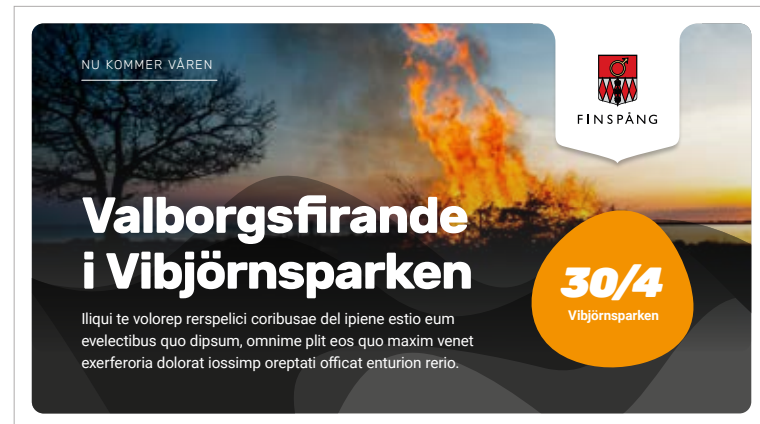 NU KOMMER VÅREN
FINSPÅNG
Valborgsfirande
i Vibjörnsparken
Iliqui te volorep rerspelici coribusae del ipiene estio eum
evelectibus quo dipsum, omnime plit eos quo maxim venet
exerferoria dolorat iossimp oreptati officat enturion rerio.
30/4
Vibjörnsparken